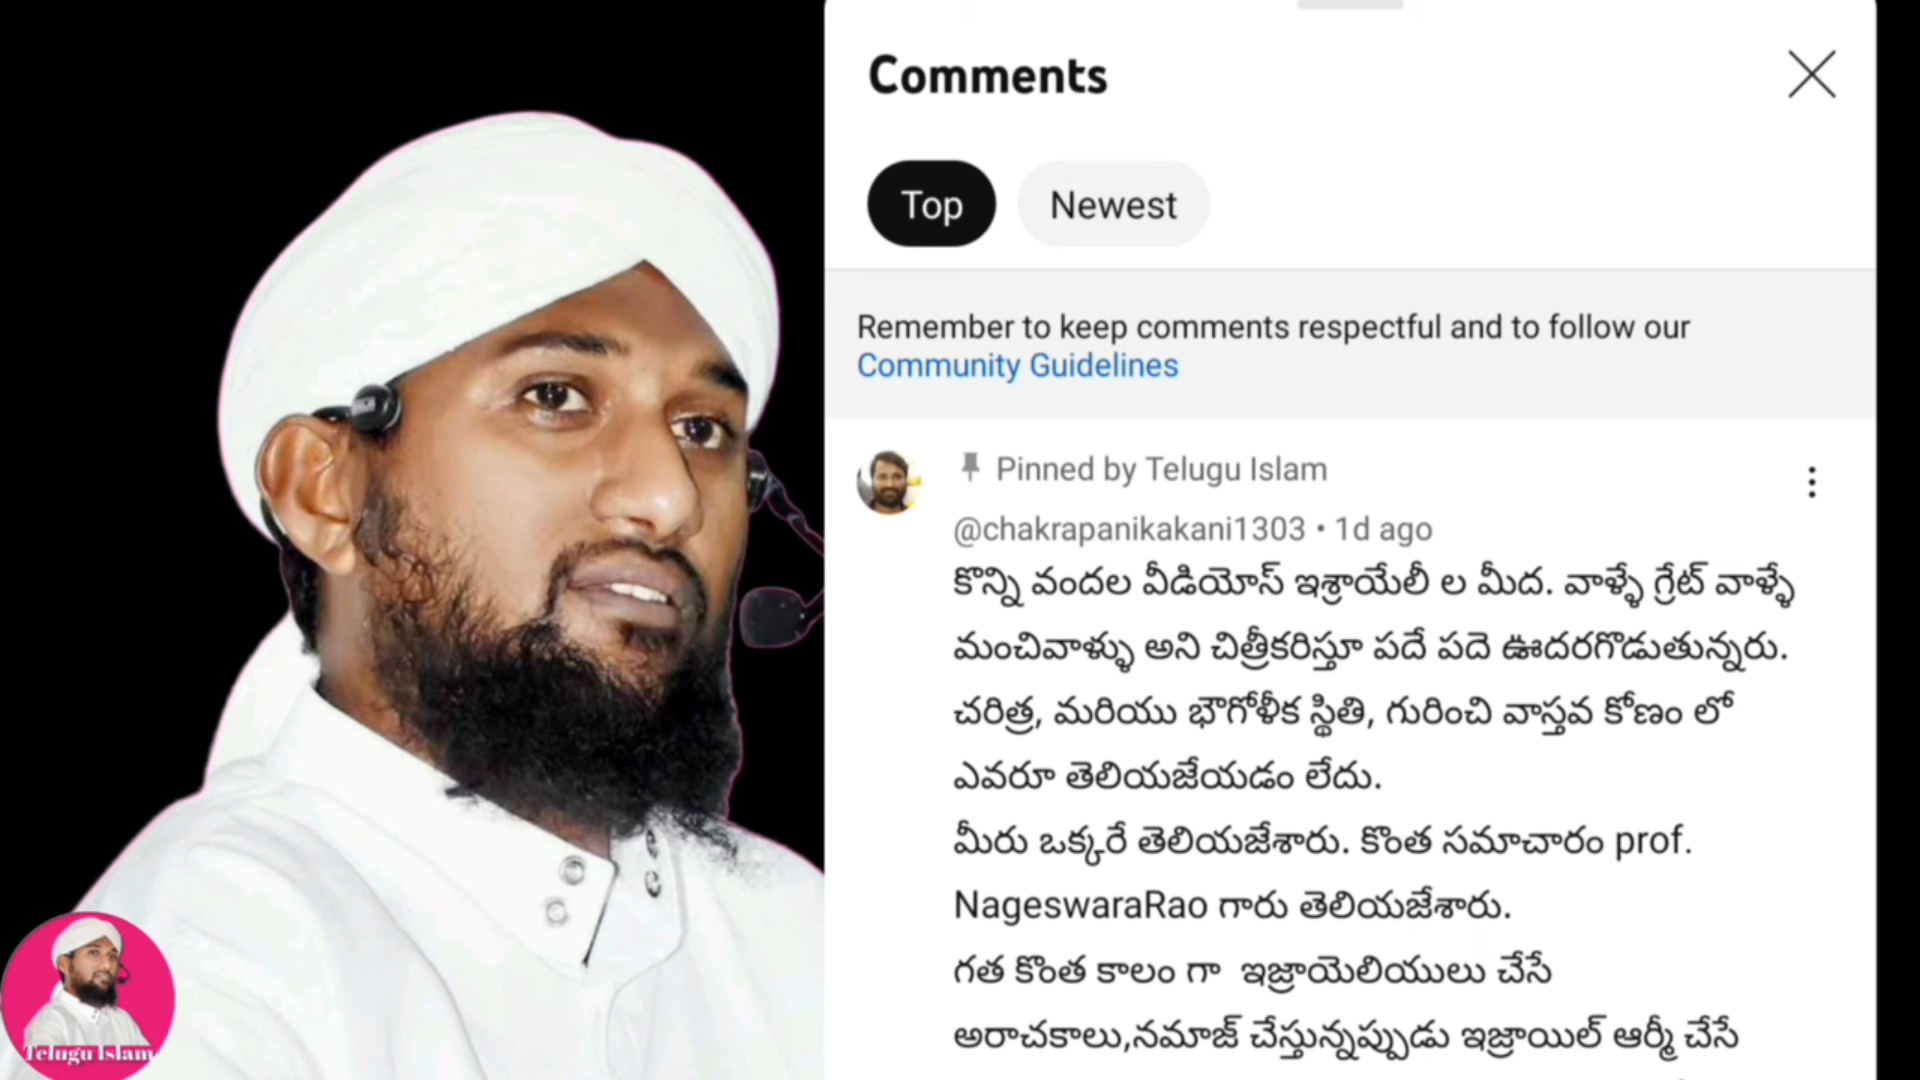 Comments
Top
Newest
Remember to keep comments respectful and to follow our
Community Guidelines
Pinned by Telugu Islam
@chakrapanikakani1303 • 1d ago
కొన్ని వందల వీడియోస్ ఇశ్రాయేలీ ల మీద. వాళ్ళే గ్రేట్ వాళ్ళే
మంచివాళ్ళు అని చిత్రీకరిస్తూ పదే పదె ఊదరగొడుతున్నరు.
చరిత్ర, మరియు భౌగోళీక స్థితి, గురించి వాస్తవ కోణం లో
ఎవరూ తెలియజేయడం లేదు.
మీరు ఒక్కరే తెలియజేశారు. కొంత సమాచారం prof.
NageswaraRao గారు తెలియజేశారు.
గత కొంత కాలం గా ఇజ్రాయెలియులు చేసే
అరాచకాలు,నమాజ్ చేస్తున్నప్పుడు ఇజ్రాయిల్ ఆర్మీ చేసే
Telugu Islam